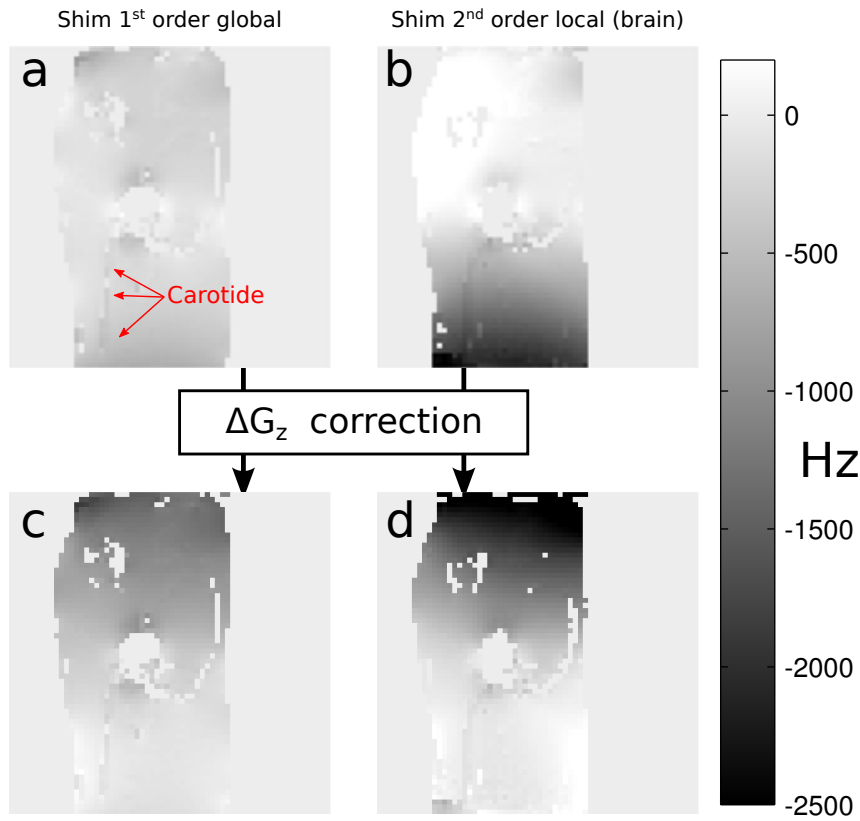 Shim 1st order global
Shim 2nd order local (brain)
a
b
Carotide
ΔGz correction
c
d
0
-500
-1000
Hz
-1500
-2000
-2500